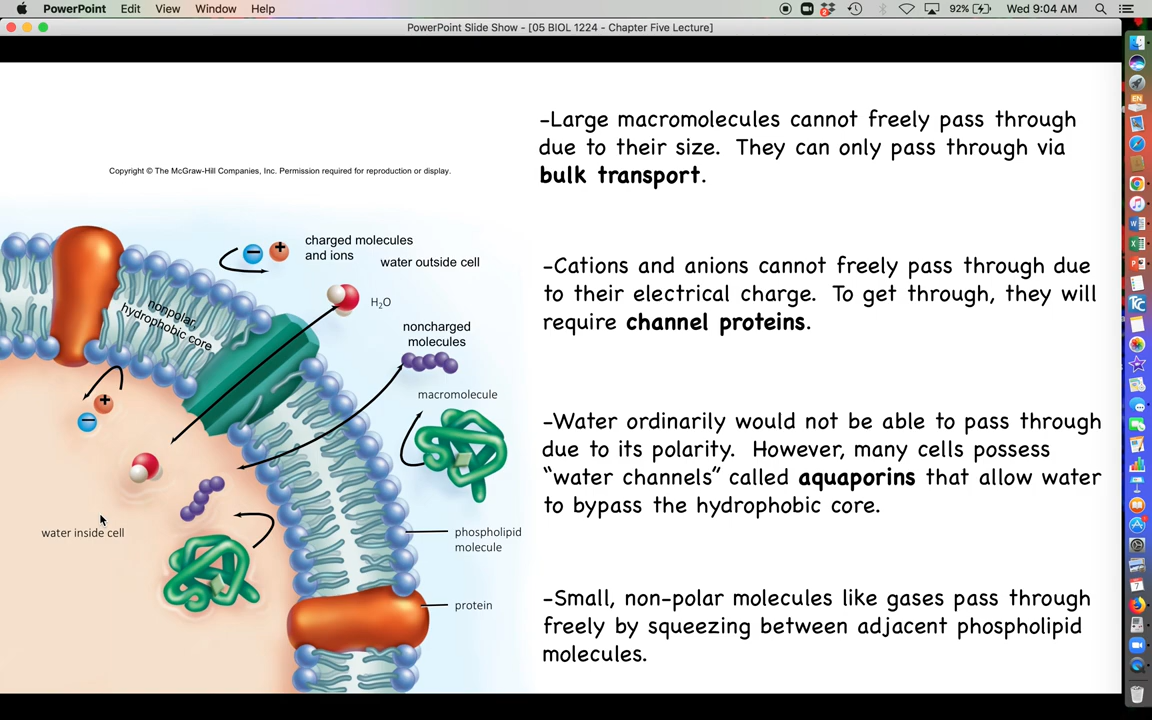 PowerPoint Edit View Window Help 92% Wed 9:04 AM
PowerPoint Slide Show - [05 BIOL 1224 - Chapter Five Lecture]
Copyright © The McGraw-Hill Companies, Inc. Permission required for reproduction or display.
charged molecules
and ions
water outside cell
H₂O
nonpolar,
hydrophobic core
noncharged
molecules
macromolecule
water inside cell
phospholipid
molecule
protein
-Large macromolecules cannot freely pass through
due to their size. They can only pass through via
bulk transport.
-Cations and anions cannot freely pass through due
to their electrical charge. To get through, they will
require channel proteins.
-Water ordinarily would not be able to pass through
due to its polarity. However, many cells possess
“water channels” called aquaporins that allow water
to bypass the hydrophobic core.
-Small, non-polar molecules like gases pass through
freely by squeezing between adjacent phospholipid
molecules.